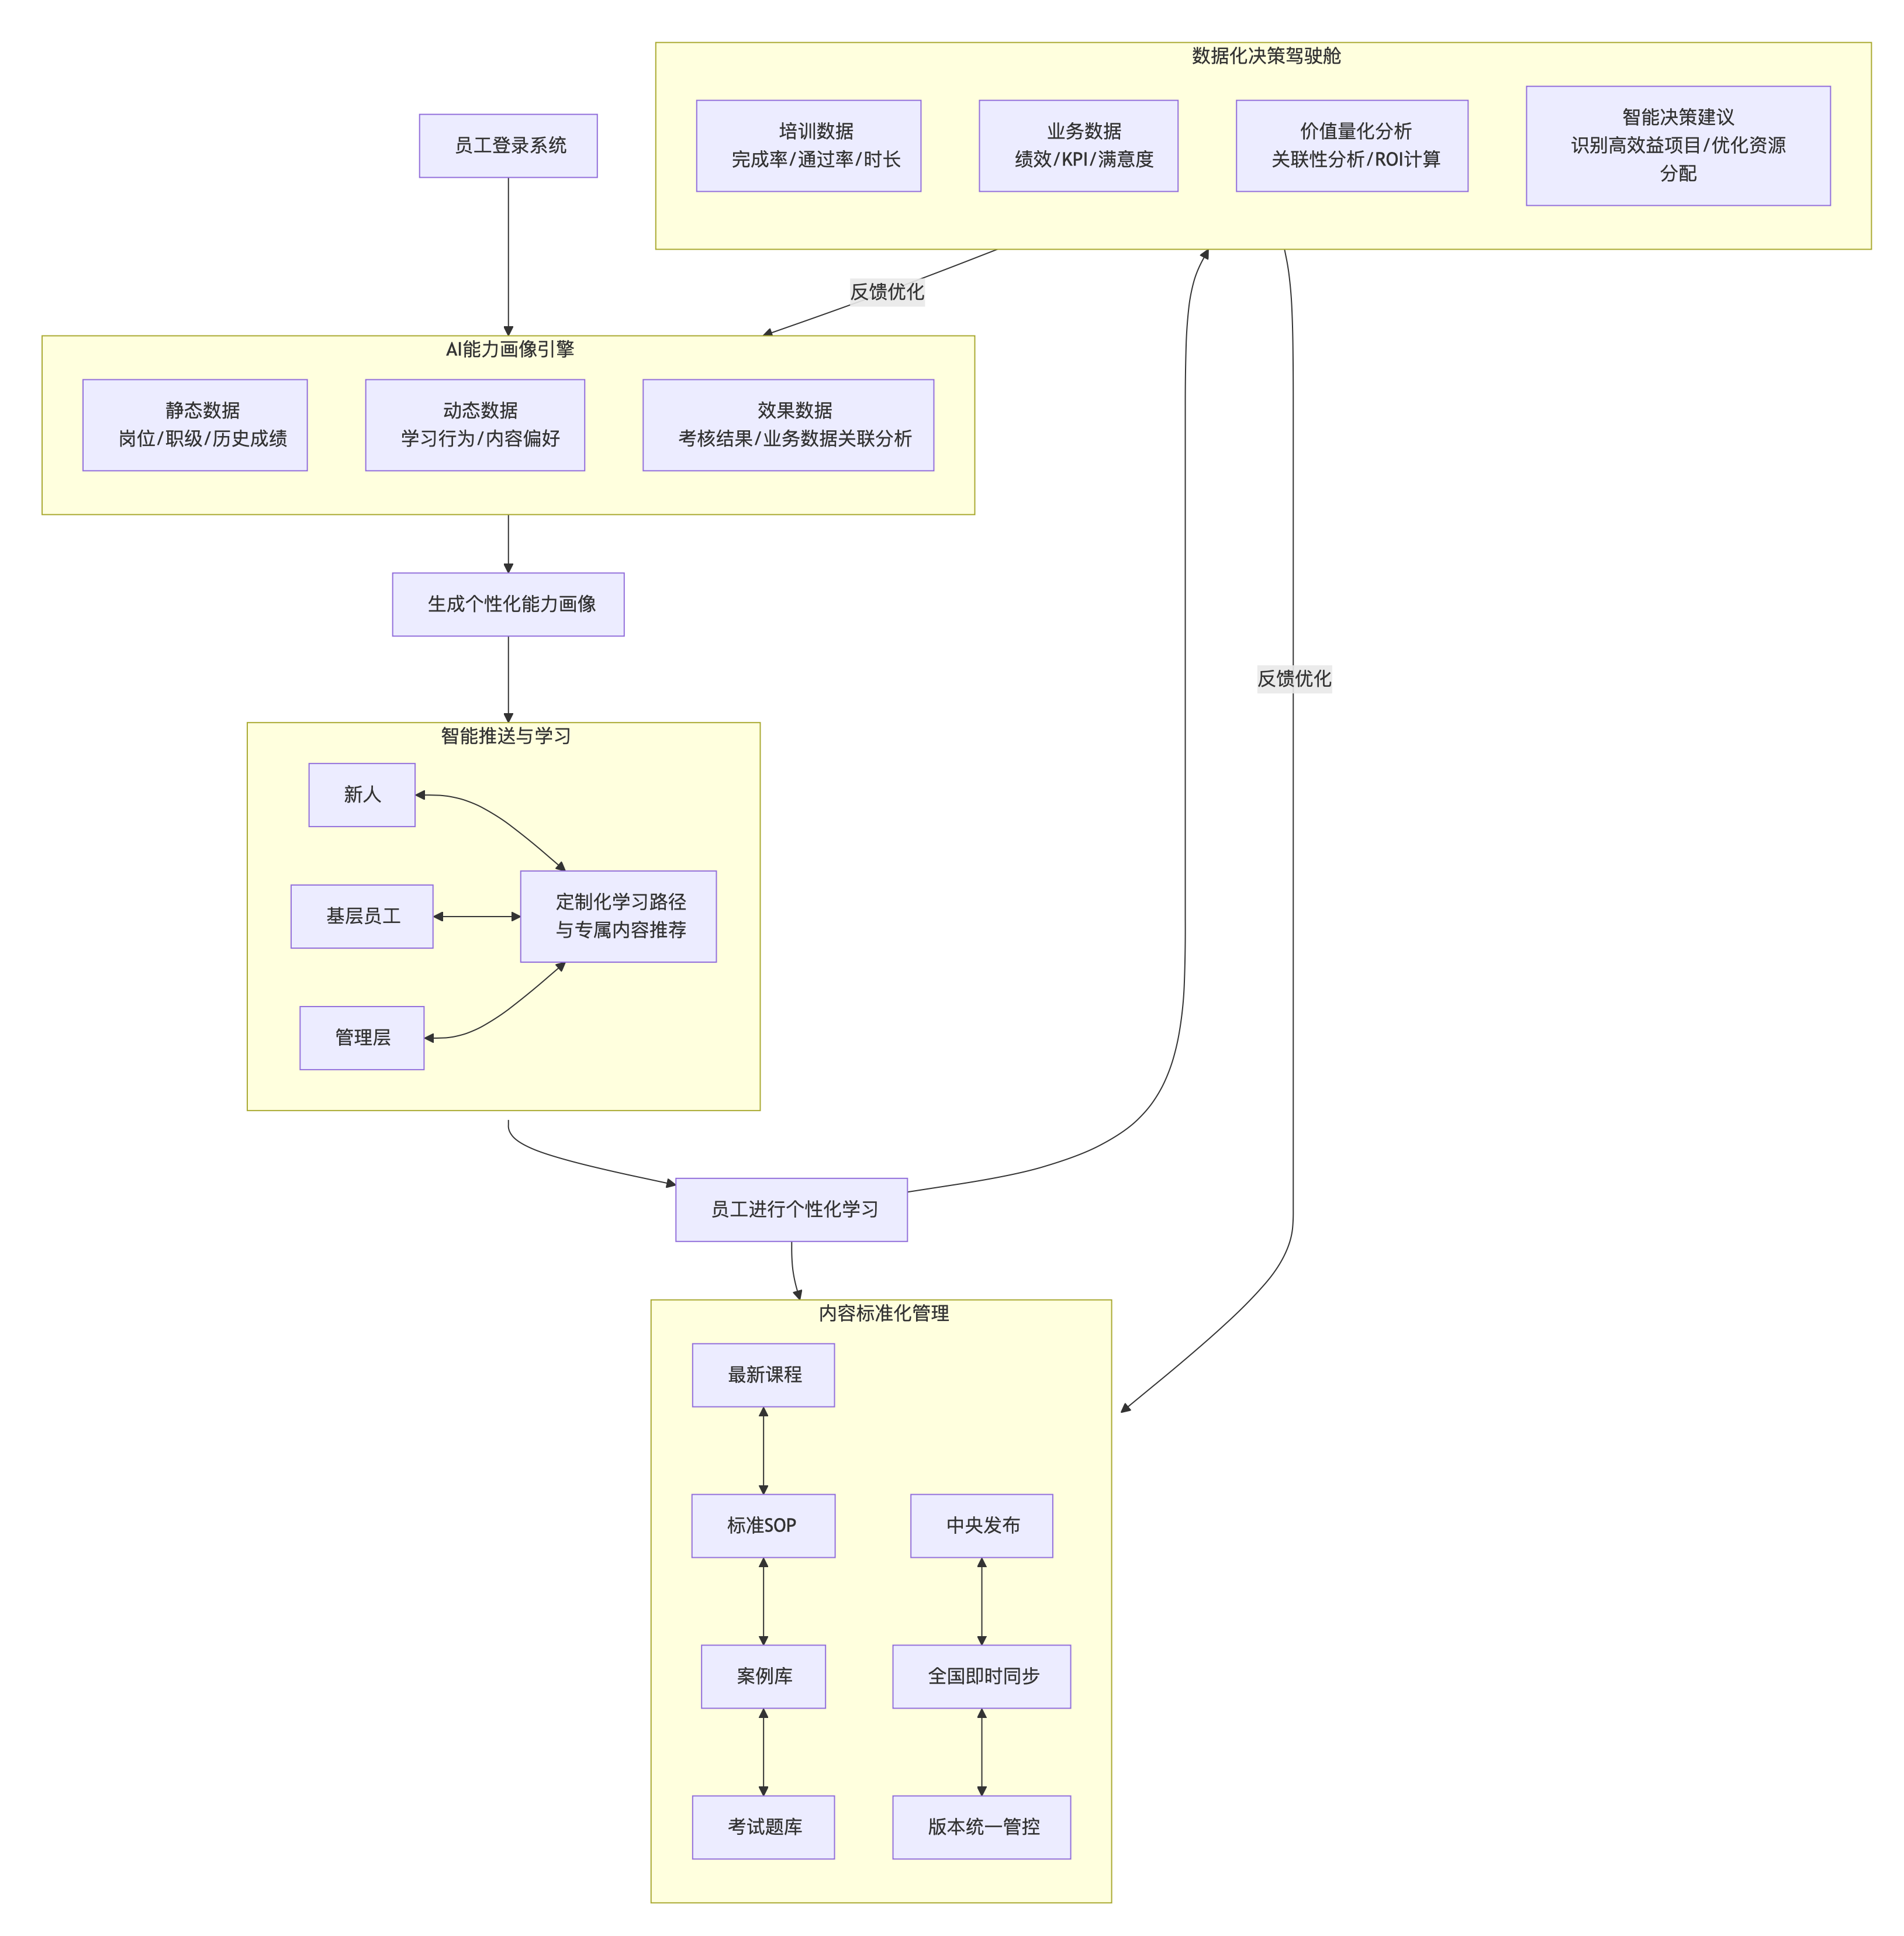 数据化决策驾驶舱
培训数据
完成率/通过率/时长
业务数据
绩效/KPI/满意度
价值量化分析
关联性分析/ROI计算
智能决策建议
识别高效益项目/优化资源
分配
员工登录系统
反馈优化
AI能力画像引擎
静态数据
岗位/职级/历史成绩
动态数据
学习行为/内容偏好
效果数据
考核结果/业务数据关联分析
生成个性化能力画像
反馈优化
智能推送与学习
新人
基层员工
定制化学习路径
与专属内容推荐
管理层
员工进行个性化学习
内容标准化管理
最新课程
标准SOP
中央发布
案例库
全国即时同步
考试题库
版本统一管控